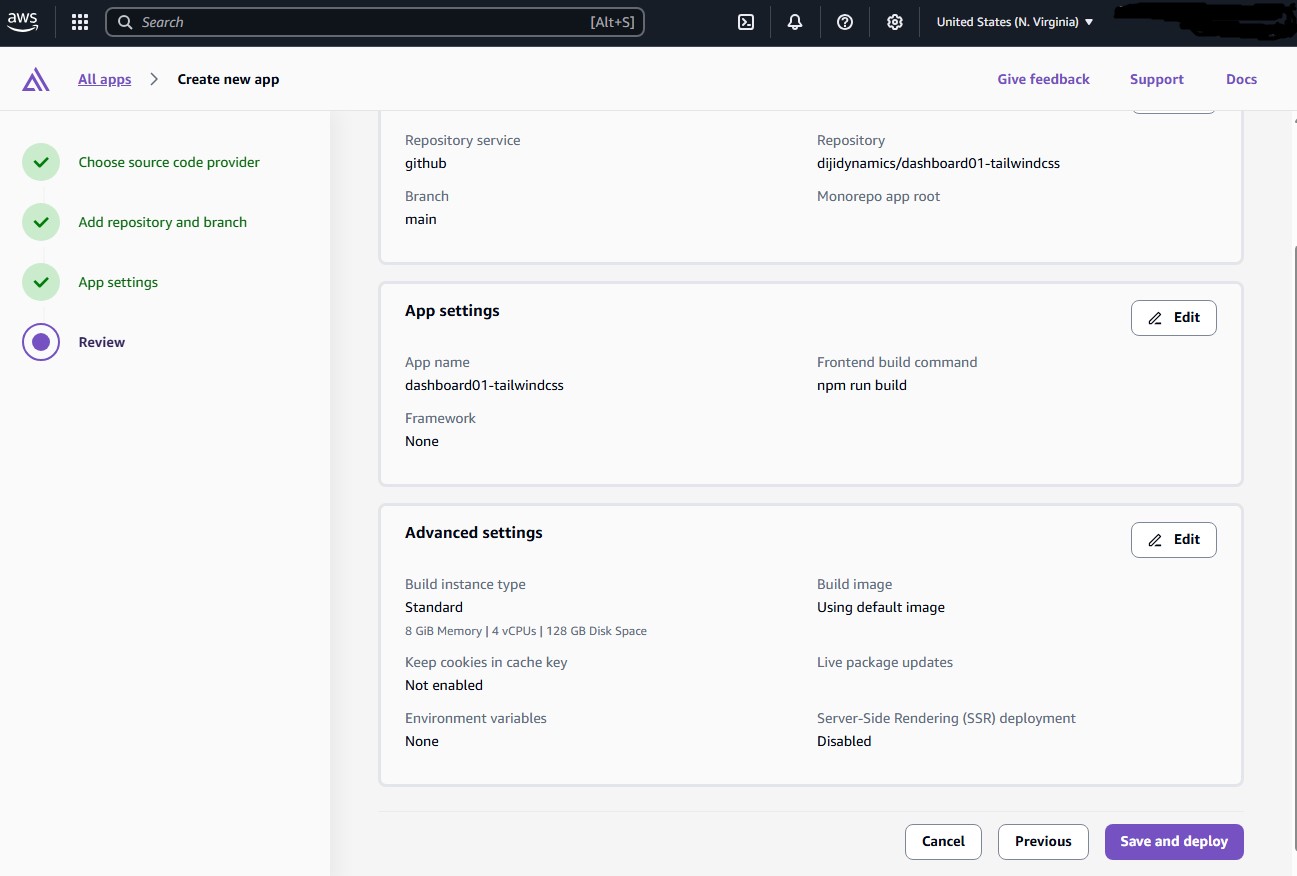 aws
Search [Alt+S]
United States (N. Virginia)
All apps
Create new app
Give feedback
Support
Docs
Choose source code provider
Add repository and branch
App settings
Review
Repository service
github
Repository
dijidynamics/dashboard01-tailwindcss
Branch
main
Monorepo app root
App settings
Edit
App name
dashboard01-tailwindcss
Frontend build command
npm run build
Framework
None
Advanced settings
Edit
Build instance type
Standard
8 GiB Memory | 4 vCPUs | 128 GB Disk Space
Build image
Using default image
Keep cookies in cache key
Not enabled
Live package updates
Environment variables
None
Server-Side Rendering (SSR) deployment
Disabled
Cancel
Previous
Save and deploy